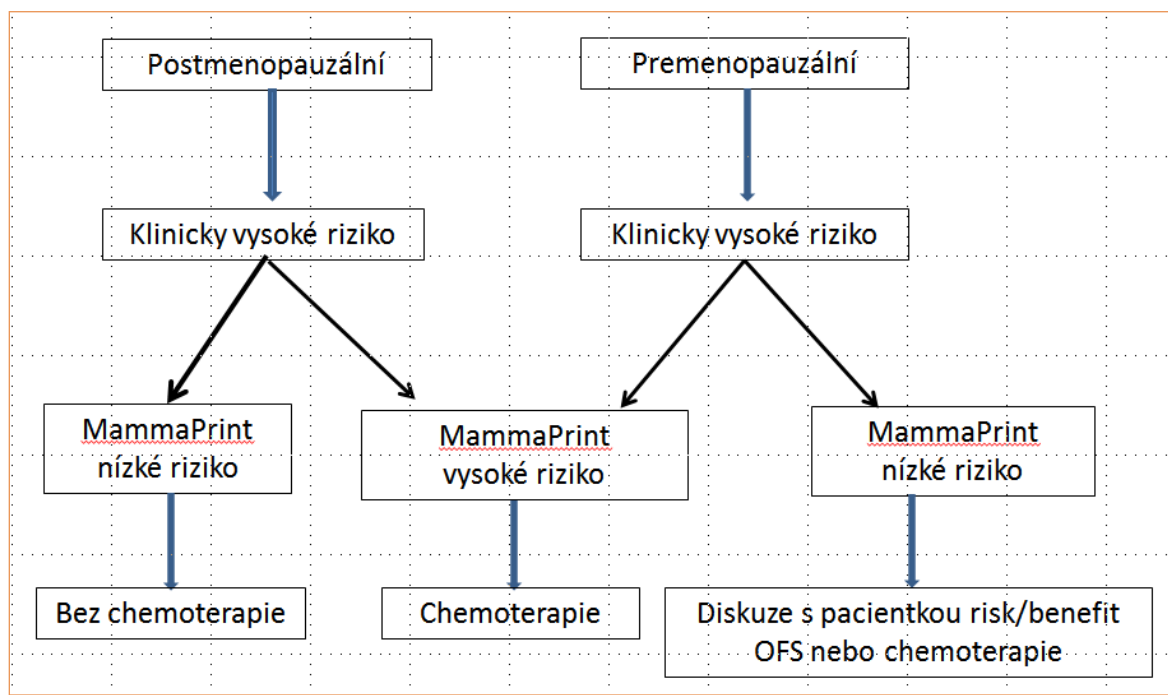 Postmenopauzální
Premenopauzální
Klinicky vysoké riziko
Klinicky vysoké riziko
MammaPrint
nízké riziko
MammaPrint
vysoké riziko
MammaPrint
nízké riziko
Bez chemoterapie
Chemoterapie
Diskuze s pacientkou risk/benefit
OFS nebo chemoterapie